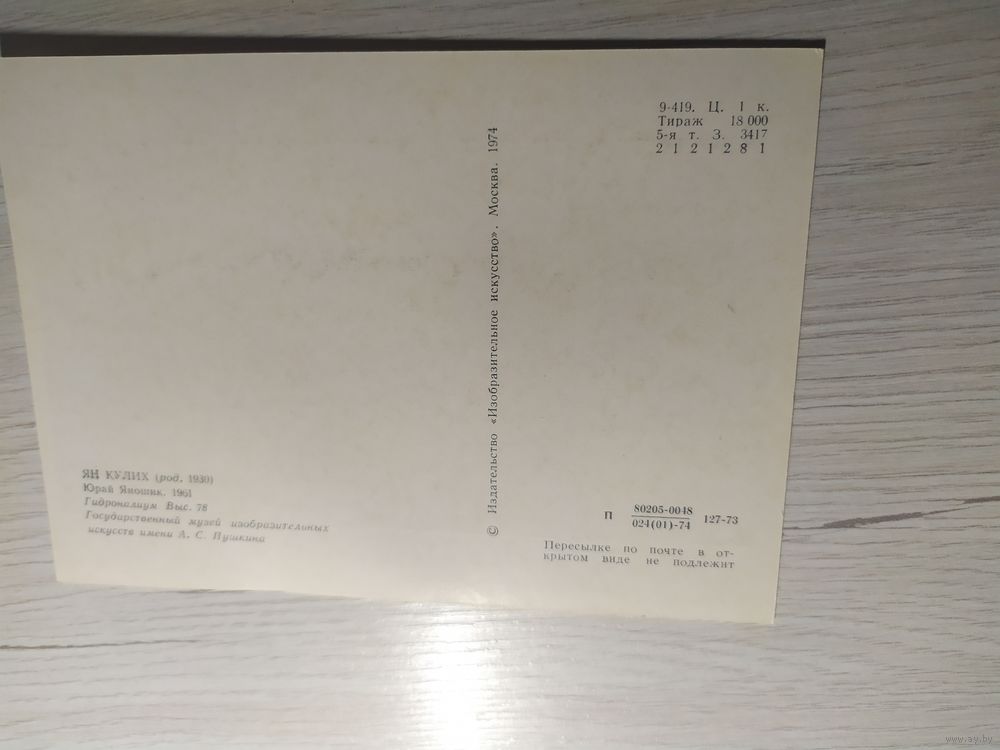 9-419. Ц. 1 к.
Тираж 18 000
5-я т. З. 3417
2 1 2 1 2 8 1
© Издательство «Изобразительное искусство». Москва. 1974
ЯН КУЛИХ (род. 1930)
Юрай Яношик. 1961
Гидроналиум. Выс. 78
Государственный музей изобразительных
искусств имени А. С. Пушкина
П 80205-0048 127-73
024(01)-74
Пересылке по почте в от-
крытом виде не подлежит
www.ay.by